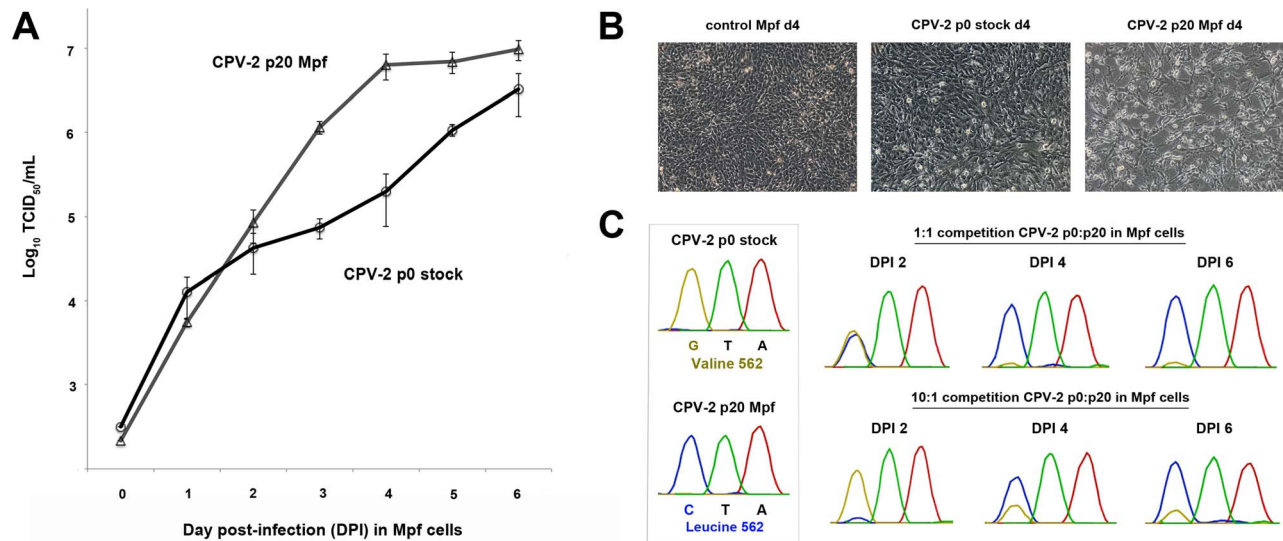 A
7
6
5
4
3
Log10 TCID50/mL
CPV-2 p20 Mpf
CPV-2 p0 stock
0 1 2 3 4 5 6
Day post-infection (DPI) in Mpf cells
B
control Mpf d4
CPV-2 p0 stock d4
CPV-2 p20 Mpf d4
C
CPV-2 p0 stock
G T A
Valine 562
CPV-2 p20 Mpf
C T A
Leucine 562
1:1 competition CPV-2 p0:p20 in Mpf cells
DPI 2 DPI 4 DPI 6
10:1 competition CPV-2 p0:p20 in Mpf cells
DPI 2 DPI 4 DPI 6